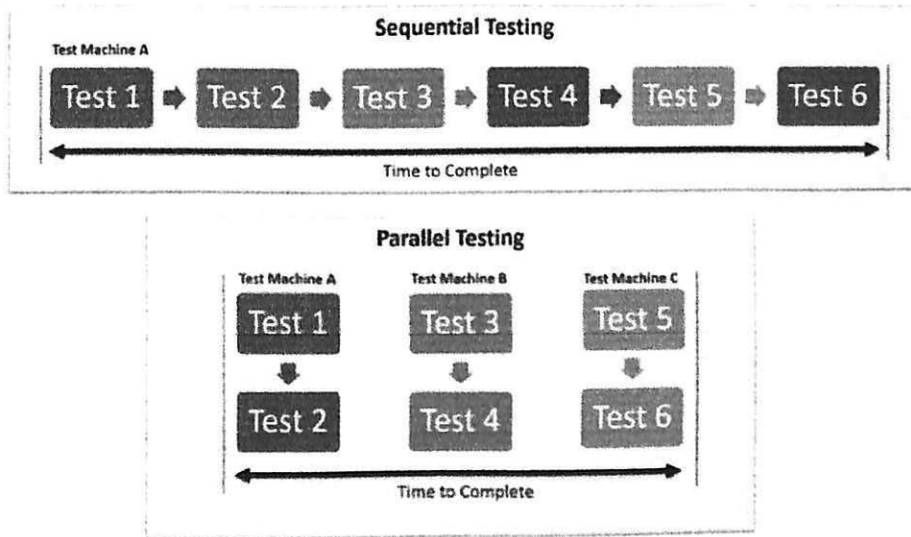 Sequential Testing
Test Machine A
Test 1 Test 2 Test 3 Test 4 Test 5 Test 6
Time to Complete
Parallel Testing
Test Machine A Test Machine B Test Machine C
Test 1 Test 3 Test 5
Test 2 Test 4 Test 6
Time to Complete